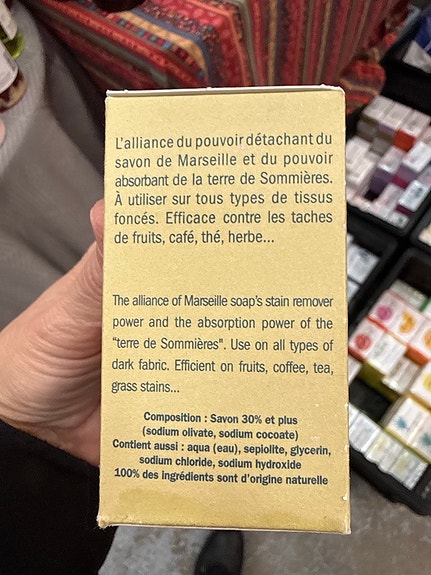 L'alliance du pouvoir détachant du
savon de Marseille et du pouvoir
absorbant de la terre de Sommières.
À utiliser sur tous types de tissus
foncés. Efficace contre les taches
de fruits, café, thé, herbe...
The alliance of Marseille soap's stain remover
power and the absorption power of the
"terre de Sommières". Use on all types of
dark fabric. Efficient on fruits, coffee, tea,
grass stains...
Composition : Savon 30% et plus
(sodium olivate, sodium cocoate)
Contient aussi : aqua (eau), sepiolite, glycerin,
sodium chloride, sodium hydroxide
100% des ingrédients sont d'origine naturelle